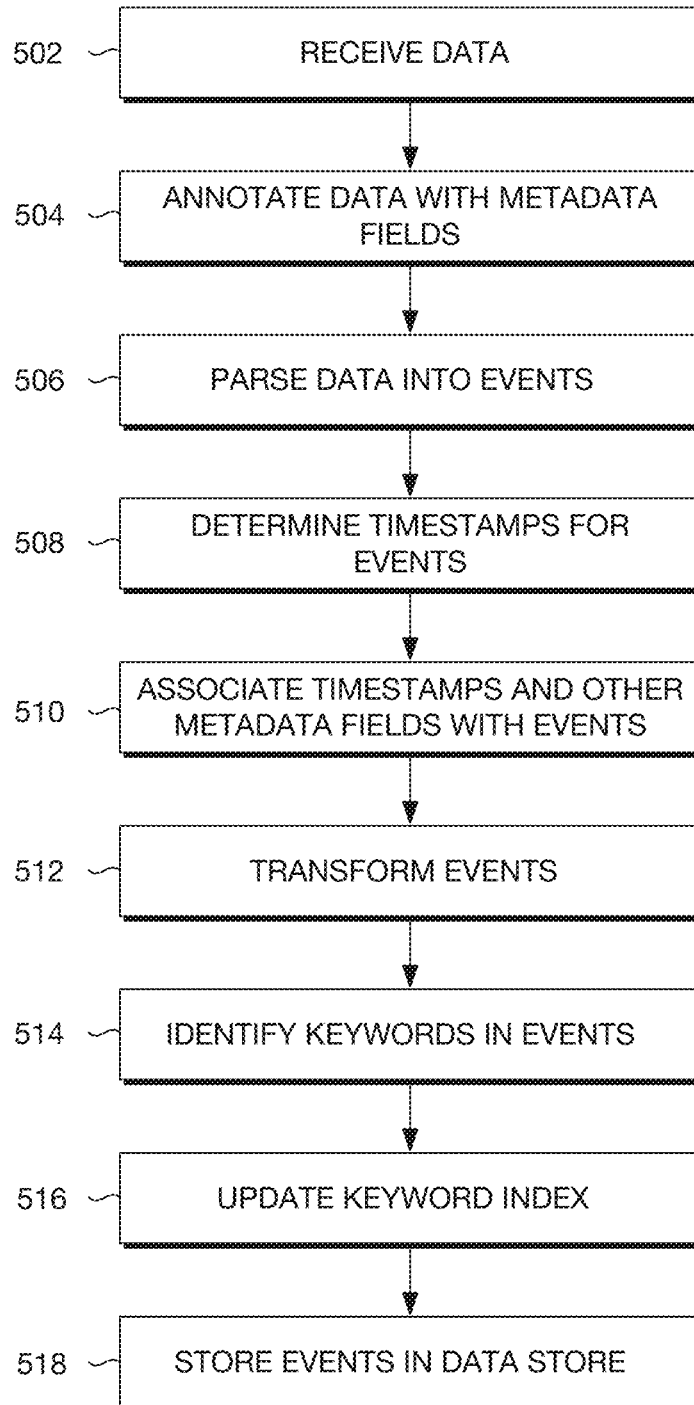 502 RECEIVE DATA
504 ANNOTATE DATA WITH METADATA
FIELDS
506 PARSE DATA INTO EVENTS
508 DETERMINE TIMESTAMPS FOR
EVENTS
510 ASSOCIATE TIMESTAMPS AND OTHER
METADATA FIELDS WITH EVENTS
512 TRANSFORM EVENTS
514 IDENTIFY KEYWORDS IN EVENTS
516 UPDATE KEYWORD INDEX
518 STORE EVENTS IN DATA STORE